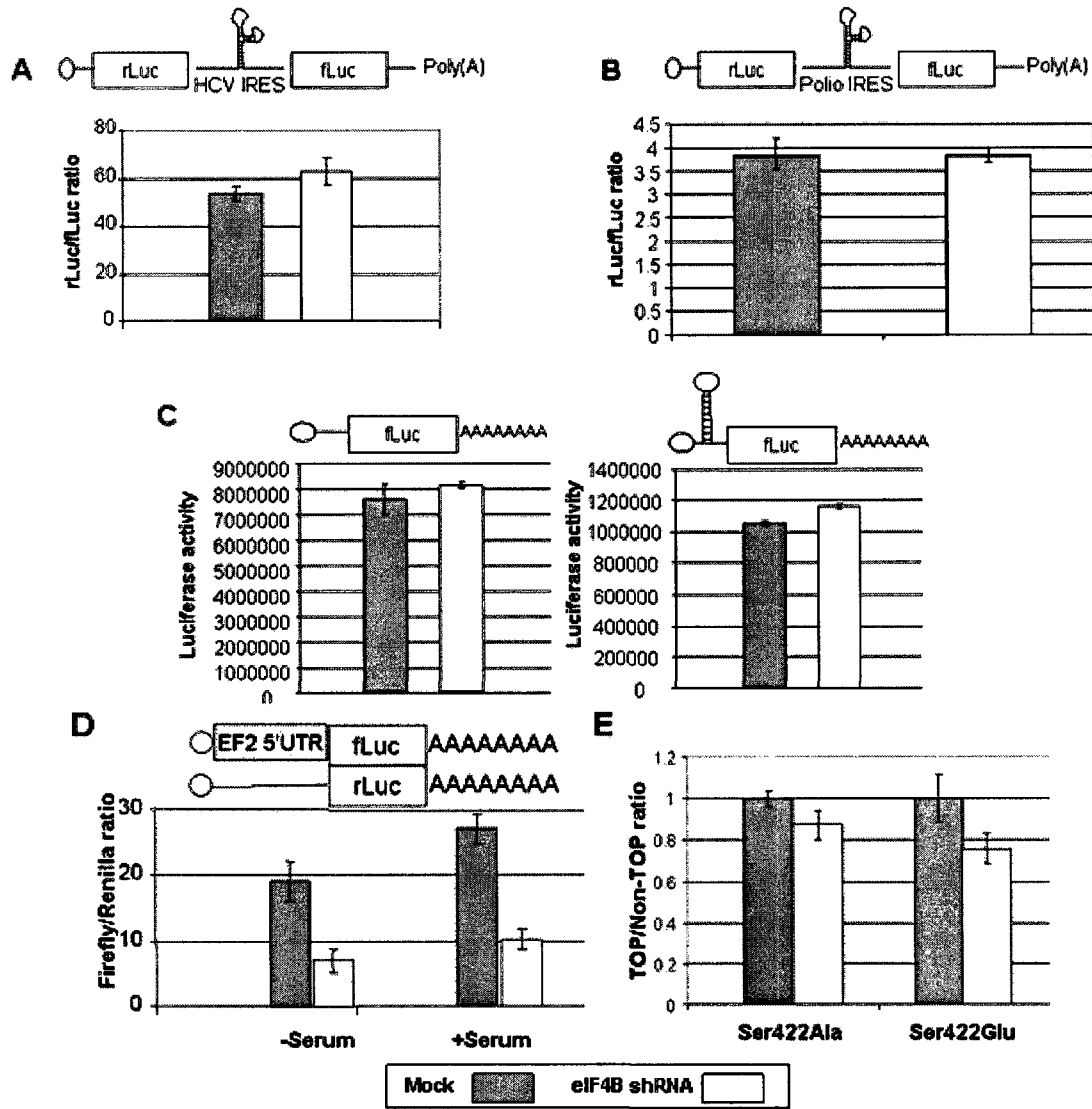 A
rLuc
HCV IRES
fLuc
Poly(A)
rLuc/fLuc ratio
80
60
40
20
0
B
rLuc
Polio IRES
fLuc
Poly(A)
rLuc/fLuc ratio
4.5
4
3.5
3
2.5
2
1.5
1
0.5
0
C
fLuc
AAAAAAAA
Luciferase activity
9000000
8000000
7000000
6000000
5000000
4000000
3000000
2000000
1000000
0
fLuc
AAAAAAAA
Luciferase activity
1400000
1200000
1000000
800000
600000
400000
200000
0
D
EF2 5'UTR
fLuc
AAAAAAAA
rLuc
AAAAAAAA
Firefly/Renilla ratio
30
20
10
0
-Serum
+Serum
E
TOP/Non-TOP ratio
1.2
1
0.8
0.6
0.4
0.2
0
Ser422Ala
Ser422Glu
Mock
eIF4B shRNA